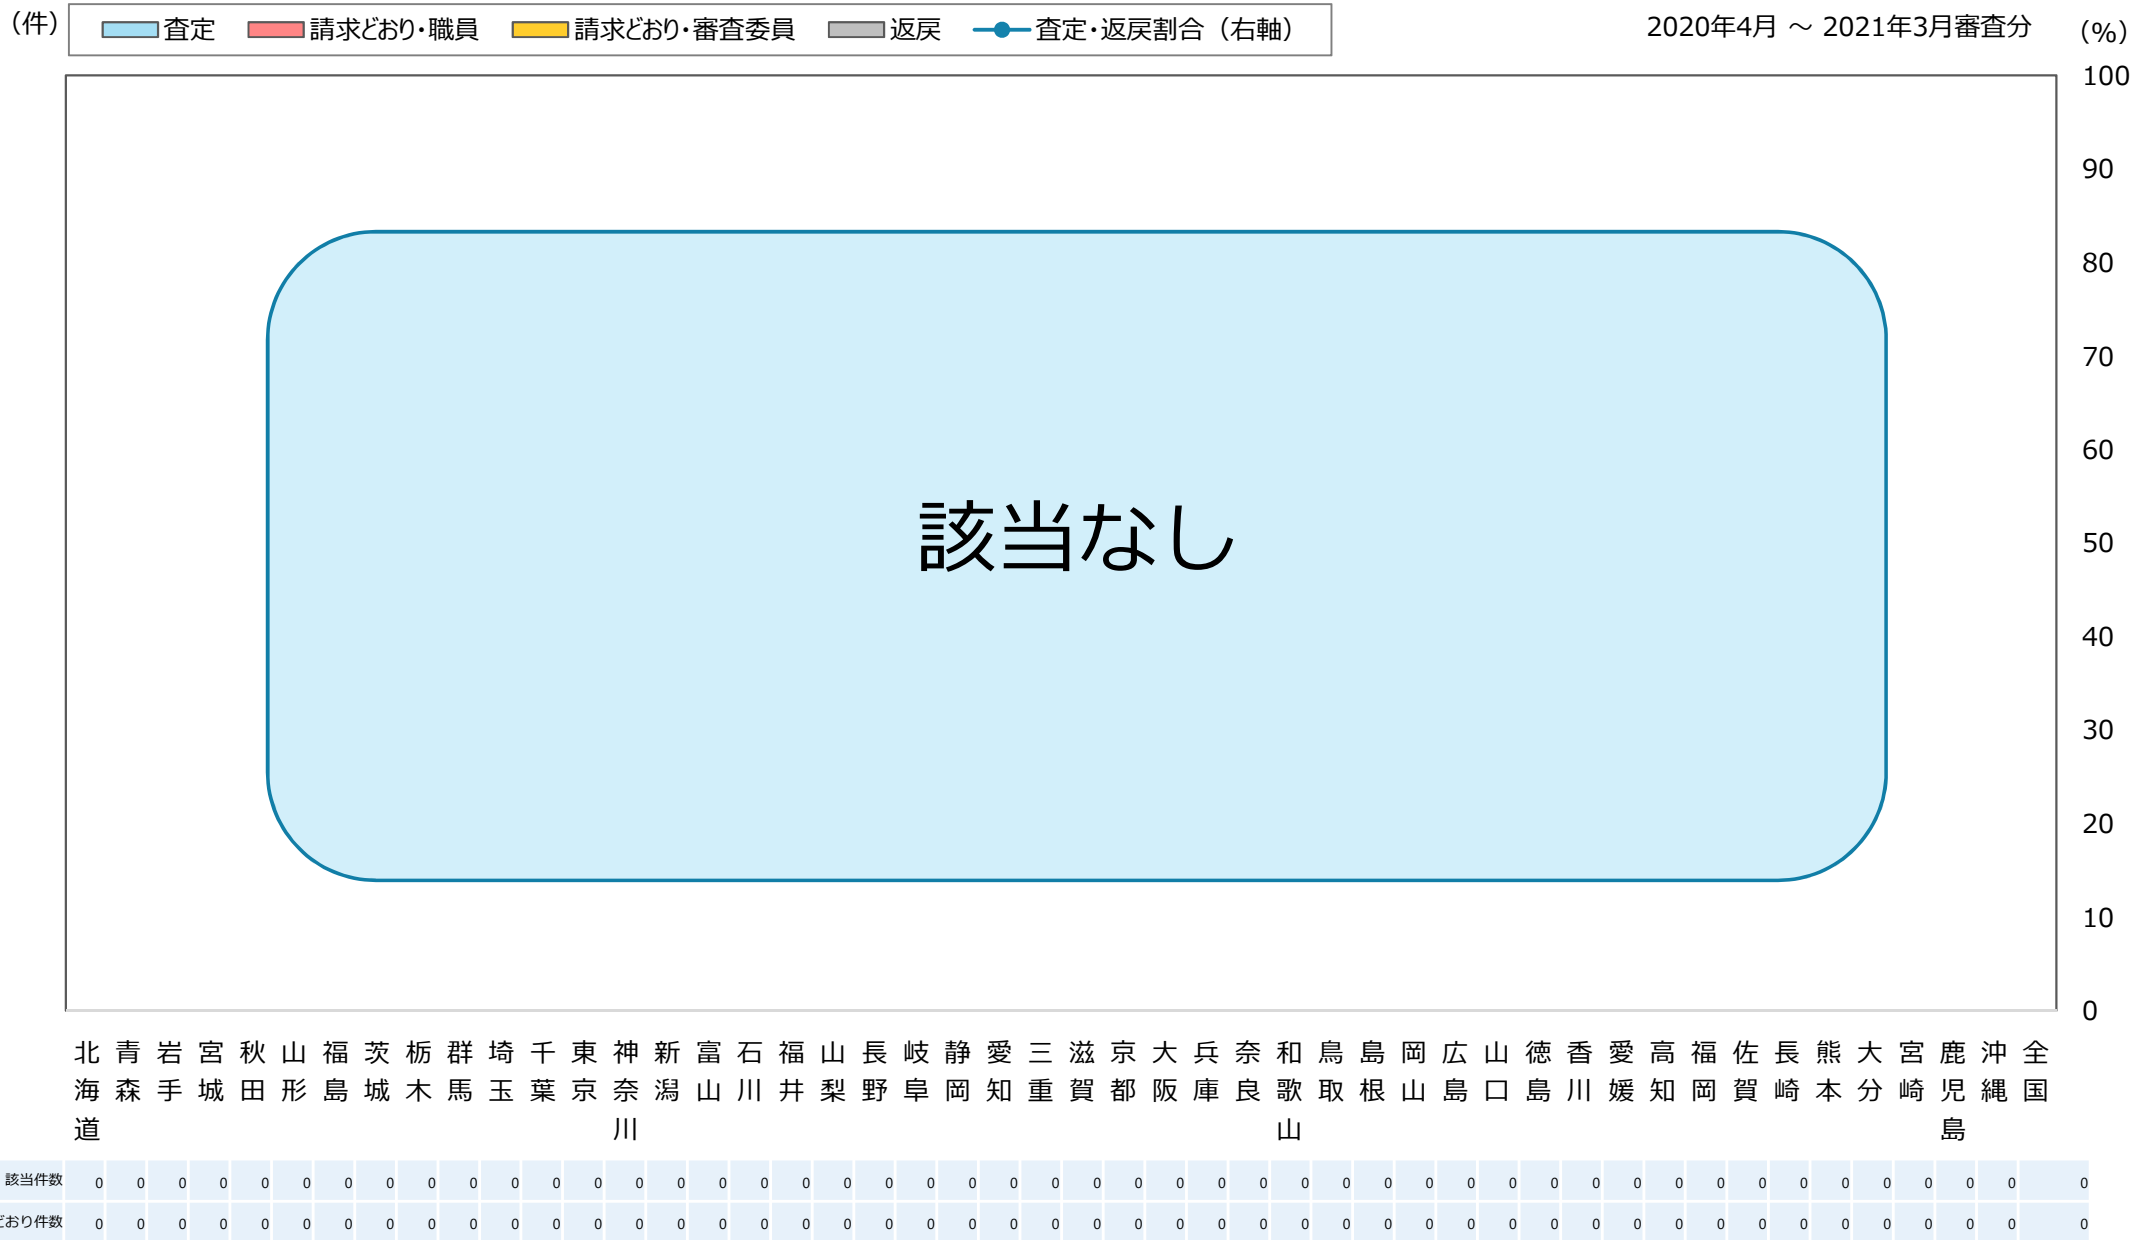 （件） 査定 請求どおり・職員 請求どおり・審査委員 返戻 査定・返戻割合（右軸） 2020年4月 ～ 2021年3月審査分 （%）
100
90
80
70
60
該当なし
50
40
30
20
10
0
北海道 青森 岩手 宮城 秋田 山形 福島 茨城 栃木 群馬 埼玉 千葉 東京 神奈川 新潟 富山 石川 福井 山梨 長野 岐阜 静岡 愛知 三重 滋賀 京都 大阪 兵庫 奈良 和歌山 鳥取 島根 岡山 広島 山口 徳島 香川 愛媛 高知 福岡 佐賀 長崎 熊本 大分 宮崎 鹿児島 沖縄 全国
該当件数 0 0 0 0 0 0 0 0 0 0 0 0 0 0 0 0 0 0 0 0 0 0 0 0 0 0 0 0 0 0 0 0 0 0 0 0 0 0 0 0 0 0 0 0 0 0 0 0
どおり件数 0 0 0 0 0 0 0 0 0 0 0 0 0 0 0 0 0 0 0 0 0 0 0 0 0 0 0 0 0 0 0 0 0 0 0 0 0 0 0 0 0 0 0 0 0 0 0 0